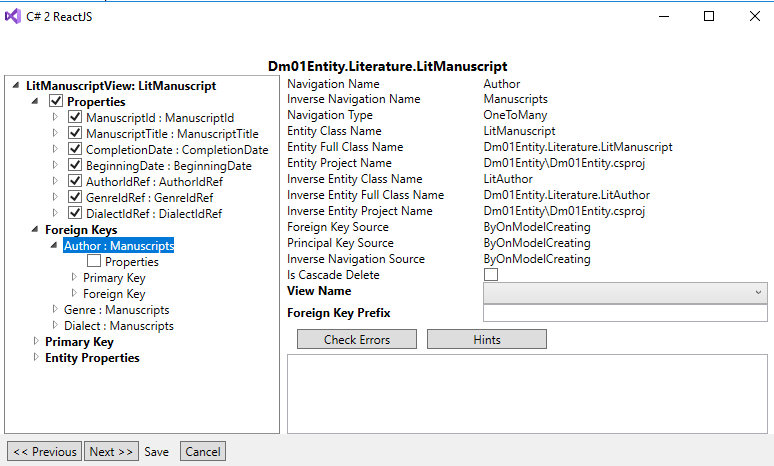 C# 2 ReactJS
Dm01Entity.Literature.LitManuscript
LitManuscriptView: LitManuscript
Properties
ManuscriptId : ManuscriptId
ManuscriptTitle : ManuscriptTitle
CompletionDate : CompletionDate
BeginningDate : BeginningDate
AuthorIdRef : AuthorIdRef
GenreIdRef : GenreIdRef
DialectIdRef : DialectIdRef
Foreign Keys
Author : Manuscripts
Properties
Primary Key
Foreign Key
Genre : Manuscripts
Dialect : Manuscripts
Primary Key
Entity Properties
Navigation Name Author
Inverse Navigation Name Manuscripts
Navigation Type OneToMany
Entity Class Name LitManuscript
Entity Full Class Name Dm01Entity.Literature.LitManuscript
Entity Project Name Dm01Entity\Dm01Entity.csproj
Inverse Entity Class Name LitAuthor
Inverse Entity Full Class Name Dm01Entity.Literature.LitAuthor
Inverse Entity Project Name Dm01Entity\Dm01Entity.csproj
Foreign Key Source ByOnModelCreating
Principal Key Source ByOnModelCreating
Inverse Navigation Source ByOnModelCreating
Is Cascade Delete
View Name
Foreign Key Prefix
Check Errors Hints
<< Previous Next >> Save Cancel